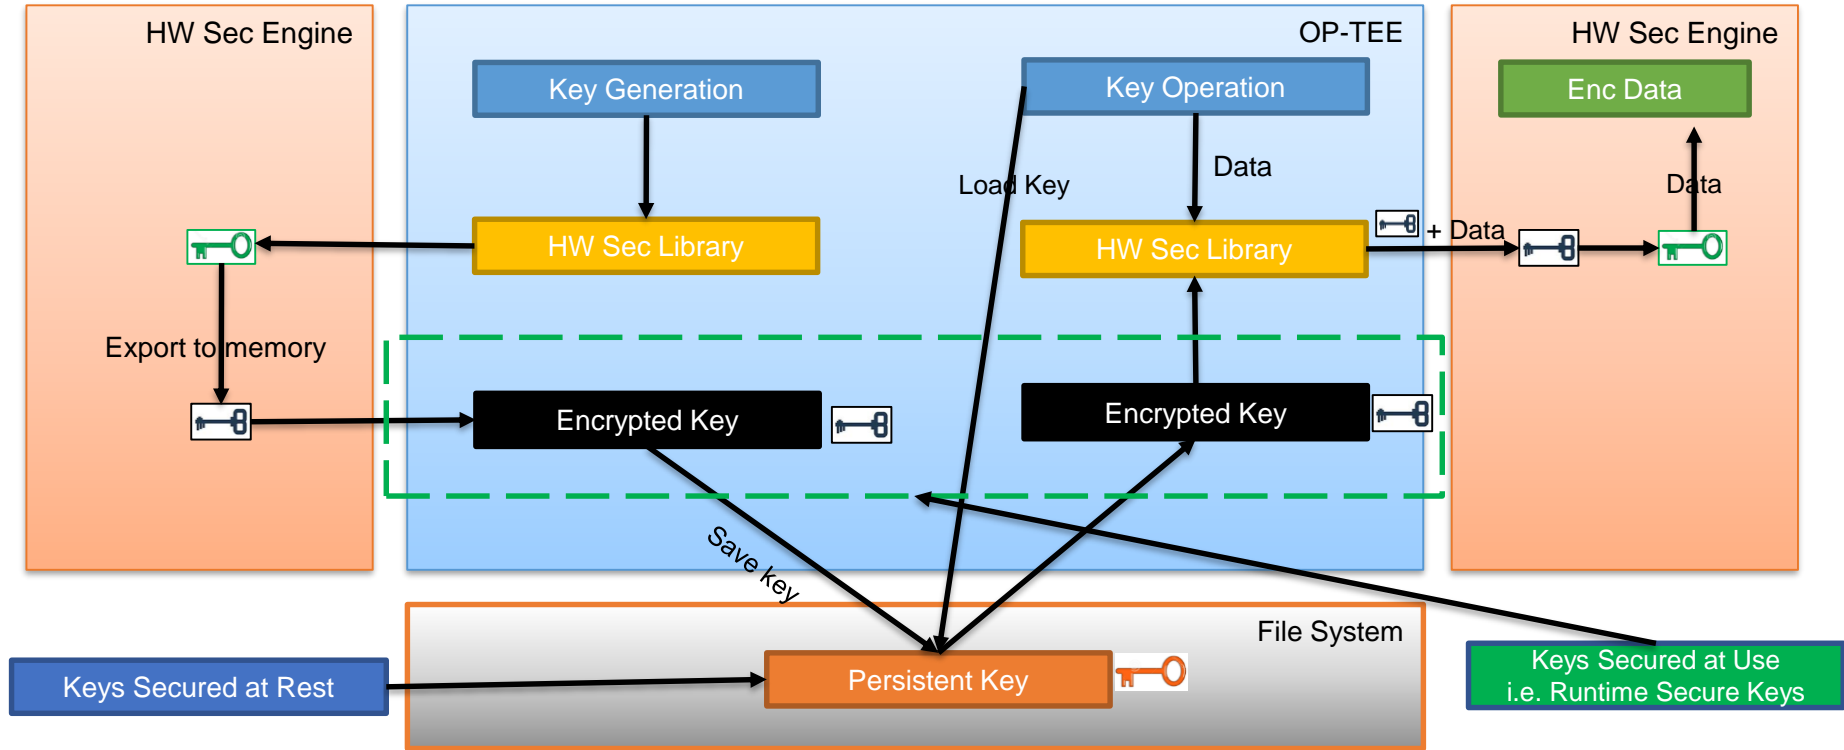 HW Sec Engine
OP-TEE
HW Sec Engine
Key Generation
Key Operation
Enc Data
Load Key
Data
Data
HW Sec Library
HW Sec Library
+ Data
Export to memory
Encrypted Key
Encrypted Key
Save key
File System
Keys Secured at Rest
Persistent Key
Keys Secured at Use
i.e. Runtime Secure Keys